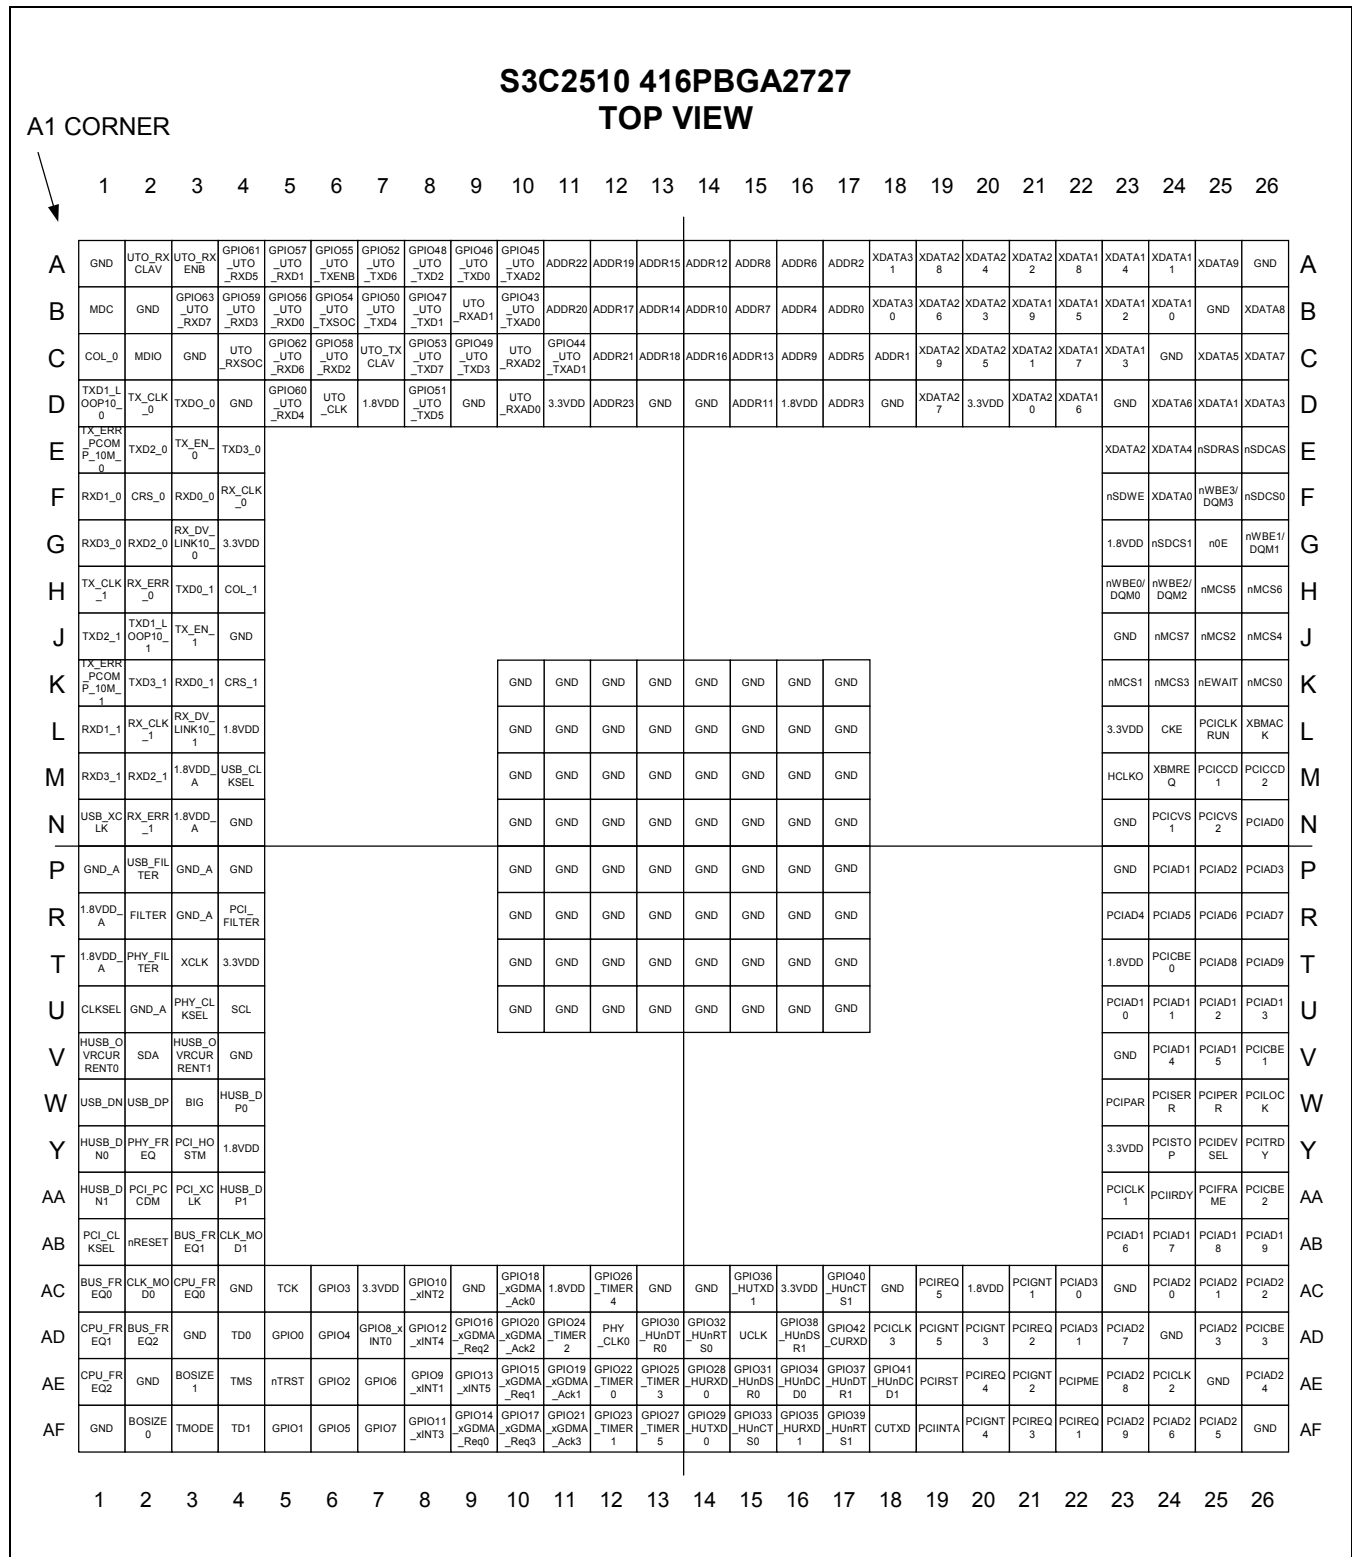 S3C2510 416PBGA2727
TOP VIEW
A1 CORNER
1 2 3 4 5 6 7 8 9 10 11 12 13 14 15 16 17 18 19 20 21 22 23 24 25 26
A GND UTO_RXCLAV UTO_RXENB GPIO61_UTO_RXD5 GPIO57_UTO_RXD1 GPIO55_UTO_TXENB GPIO52_UTO_TXD6 GPIO48_UTO_TXD2 GPIO46_UTO_TXD0 GPIO45_UTO_TXAD2 ADDR22 ADDR19 ADDR15 ADDR12 ADDR8 ADDR6 ADDR2 XDATA31 XDATA28 XDATA24 XDATA22 XDATA18 XDATA14 XDATA11 XDATA9 GND A
B MDC GND GPIO63_UTO_RXD7 GPIO59_UTO_RXD3 GPIO56_UTO_RXD0 GPIO54_UTO_TXSOC GPIO50_UTO_TXD4 GPIO47_UTO_TXD1 UTO_RXAD1 GPIO43_UTO_TXAD0 ADDR20 ADDR17 ADDR14 ADDR10 ADDR7 ADDR4 ADDR0 XDATA30 XDATA26 XDATA23 XDATA19 XDATA15 XDATA12 XDATA10 GND XDATA8 B
C COL_0 MDIO GND UTO_RXSOC GPIO62_UTO_RXD6 GPIO58_UTO_RXD2 UTO_TXCLAV GPIO53_UTO_TXD7 GPIO49_UTO_TXD3 UTO_RXAD2 GPIO44_UTO_TXAD1 ADDR21 ADDR18 ADDR16 ADDR13 ADDR9 ADDR5 ADDR1 XDATA29 XDATA25 XDATA21 XDATA17 XDATA13 GND XDATA5 XDATA7 C
D TXD1_LOOP10_0 TX_CLK_0 TXDO_0 GND GPIO60_UTO_RXD4 UTO_CLK 1.8VDD GPIO51_UTO_TXD5 GND UTO_RXAD0 3.3VDD ADDR23 GND GND ADDR11 1.8VDD ADDR3 GND XDATA27 3.3VDD XDATA20 XDATA16 GND XDATA6 XDATA1 XDATA3 D
E TX_ERR_PCOMP_10M_0 TXD2_0 TX_EN_0 TXD3_0 XDATA2 XDATA4 nSDRAS nSDCAS E
F RXD1_0 CRS_0 RXD0_0 RX_CLK_0 nSDWE XDATA0 nWBE3/DQM3 nSDCS0 F
G RXD3_0 RXD2_0 RX_DV_LINK10_0 3.3VDD 1.8VDD nSDCS1 n0E nWBE1/DQM1 G
H TX_CLK_1 RX_ERR_0 TXD0_1 COL_1 nWBE0/DQM0 nWBE2/DQM2 nMCS5 nMCS6 H
J TXD2_1 TXD1_LOOP10_1 TX_EN_1 GND GND nMCS7 nMCS2 nMCS4 J
K TX_ERR_PCOMP_10M_1 TXD3_1 RXD0_1 CRS_1 GND GND GND GND GND GND GND GND nMCS1 nMCS3 nEWAIT nMCS0 K
L RXD1_1 RX_CLK_1 RX_DV_LINK10_1 1.8VDD GND GND GND GND GND GND GND GND 3.3VDD CKE PCICLKRUN XBMACK L
M RXD3_1 RXD2_1 1.8VDD_A USB_CLKSEL GND GND GND GND GND GND GND GND HCLKO XBMREQ PCICCD1 PCICCD2 M
N USB_XCLK RX_ERR_1 1.8VDD_A GND GND GND GND GND GND GND GND GND GND PCICVS1 PCICVS2 PCIAD0 N
P GND_A USB_FILTER GND_A GND GND GND GND GND GND GND GND GND GND PCIAD1 PCIAD2 PCIAD3 P
R 1.8VDD_A FILTER GND_A PCI_FILTER GND GND GND GND GND GND GND GND PCIAD4 PCIAD5 PCIAD6 PCIAD7 R
T 1.8VDD_A PHY_FILTER XCLK 3.3VDD GND GND GND GND GND GND GND GND 1.8VDD PCICBE0 PCIAD8 PCIAD9 T
U CLKSEL GND_A PHY_CLKSEL SCL GND GND GND GND GND GND GND GND PCIAD10 PCIAD11 PCIAD12 PCIAD13 U
V HUSB_OVRCURRENT0 SDA HUSB_OVRCURRENT1 GND GND PCIAD14 PCIAD15 PCICBE1 V
W USB_DN USB_DP BIG HUSB_DP0 PCIPAR PCISERR PCIPERR PCILOCK W
Y HUSB_DN0 PHY_FREQ PCI_HOSTM 1.8VDD 3.3VDD PCISTOP PCIDEVSEL PCITRDY Y
AA HUSB_DN1 PCI_PCCDM PCI_XCLK HUSB_DP1 PCICLK1 PCIIRDY PCIFRAME PCICBE2 AA
AB PCI_CLKSEL nRESET BUS_FREQ1 CLK_MOD1 PCIAD16 PCIAD17 PCIAD18 PCIAD19 AB
AC BUS_FREQ0 CLK_MOD0 CPU_FREQ0 GND TCK GPIO3 3.3VDD GPIO10_xINT2 GND GPIO18_xGDMA_Ack0 1.8VDD GPIO26_TIMER4 GND GND GPIO36_HUTXD1 3.3VDD GPIO40_HUnCTS1 GND PCIREQ5 1.8VDD PCIGNT1 PCIAD30 GND PCIAD20 PCIAD21 PCIAD22 AC
AD CPU_FREQ1 BUS_FREQ2 GND TD0 GPIO0 GPIO4 GPIO8_xINT0 GPIO12_xINT4 GPIO16_xGDMA_Req2 GPIO20_xGDMA_Ack2 GPIO24_TIMER2 PHY_CLK0 GPIO30_HUnDTR0 GPIO32_HUnRTS0 UCLK GPIO38_HUnDSR1 GPIO42_CURXD PCICLK3 PCIGNT5 PCIGNT3 PCIREQ2 PCIAD31 PCIAD27 GND PCIAD23 PCICBE3 AD
AE CPU_FREQ2 GND BOSIZE1 TMS nTRST GPIO2 GPIO6 GPIO9_xINT1 GPIO13_xINT5 GPIO15_xGDMA_Req1 GPIO19_xGDMA_Ack1 GPIO22_TIMER0 GPIO25_TIMER3 GPIO28_HURXD0 GPIO31_HUnDSR0 GPIO34_HUnDCD0 GPIO37_HUnDTR1 GPIO41_HUnDCD1 PCIRST PCIREQ4 PCIGNT2 PCIPME PCIAD28 PCICLK2 GND PCIAD24 AE
AF GND BOSIZE0 TMODE TD1 GPIO1 GPIO5 GPIO7 GPIO11_xINT3 GPIO14_xGDMA_Req0 GPIO17_xGDMA_Req3 GPIO21_xGDMA_Ack3 GPIO23_TIMER1 GPIO27_TIMER5 GPIO29_HUTXD0 GPIO33_HUnCTS0 GPIO35_HURXD1 GPIO39_HUnRTS1 CUTXD PCIINTA PCIGNT4 PCIREQ3 PCIREQ1 PCIAD29 PCIAD26 PCIAD25 GND AF
1 2 3 4 5 6 7 8 9 10 11 12 13 14 15 16 17 18 19 20 21 22 23 24 25 26